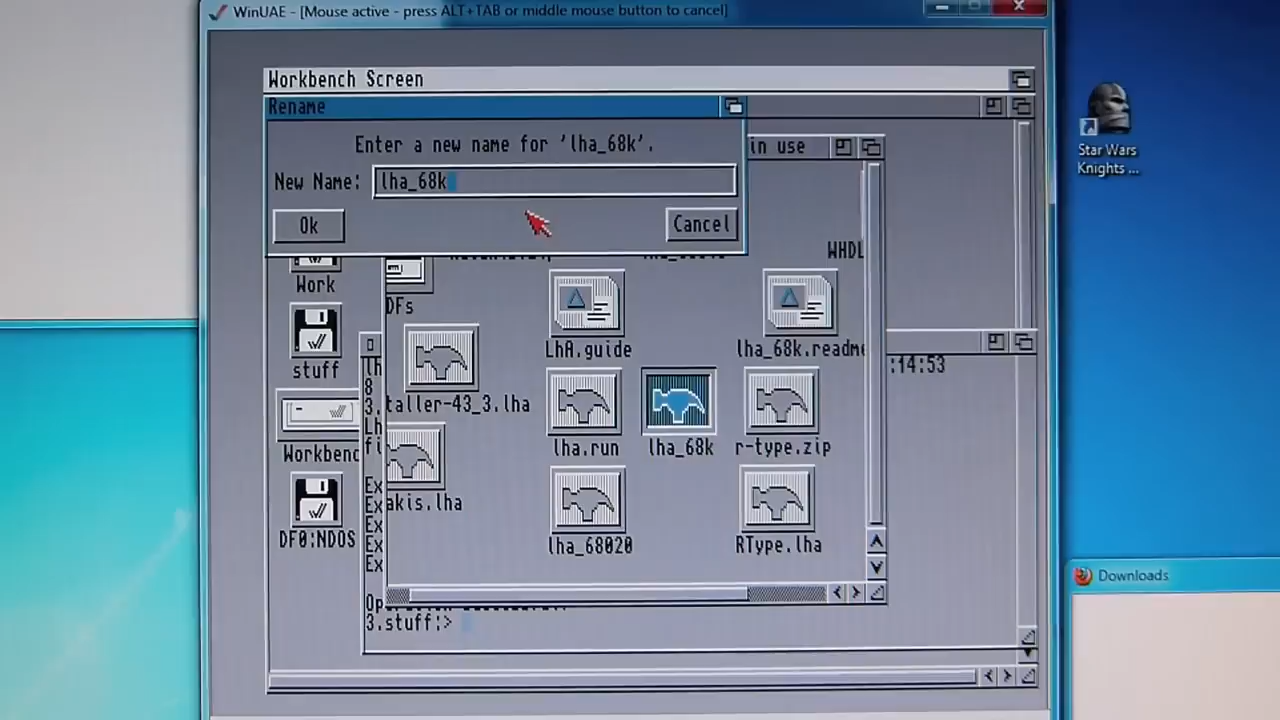 WinUAE - [Mouse active - press ALT+TAB or middle mouse button to cancel]
Workbench Screen
Rename
Enter a new name for 'lha_68k'.
New Name: lha_68k
Ok
Cancel
in use
WHDL
Work
DFs
stuff
LhA.guide
lha_68k.readme
:14:53
taller-43_3.lha
lha.run
lha_68k
r-type.zip
Workbenc
akis.lha
DF0:NDOS
lha_68020
RType.lha
3.stuff:>
Star Wars
Knights ...
Downloads